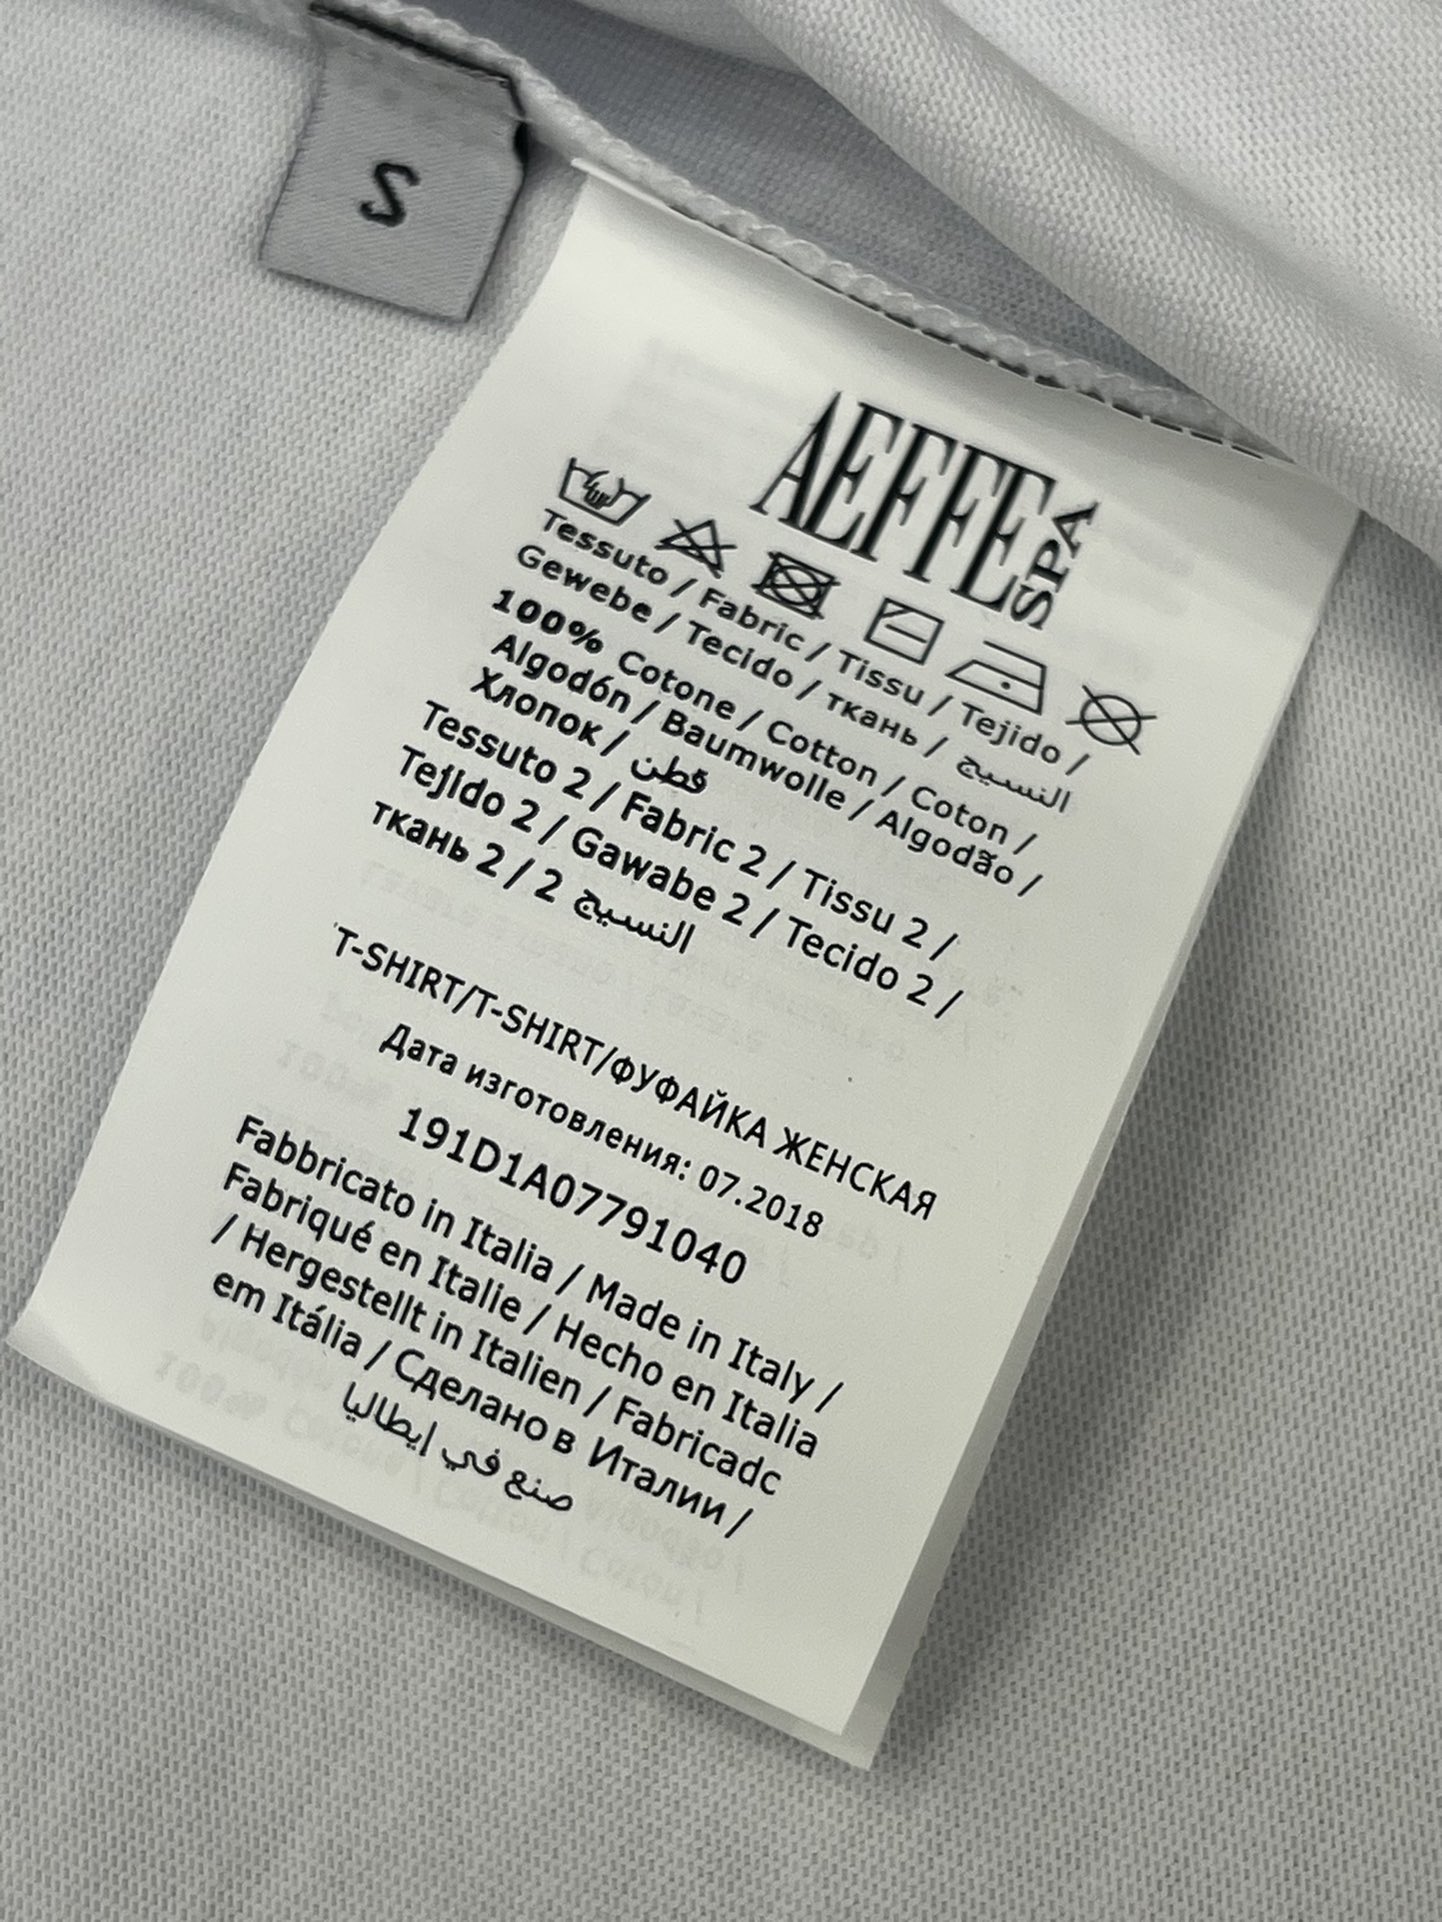 S
AEFFE SPA
Tessuto / Fabric / Tissu / Tejido /
Gewebe / Tecido / ткань / النسيج
100% Cotone / Cotton / Coton /
Algodón / Baumwolle / Algodão /
Хлопок / قطن
Tessuto 2 / Fabric 2 / Tissu 2 /
Tejido 2 / Gawabe 2 / Tecido 2 /
ткань 2 / 2 النسيج
T-SHIRT/T-SHIRT/ФУФАЙКА ЖЕНСКАЯ
Дата изготовления: 07.2018
191D1A07791040
Fabbricato in Italia / Made in Italy /
Fabriqué en Italie / Hecho en Italia
/ Hergestellt in Italien / Fabricadc
em Itália / Сделано в Италии /
صنع في إيطاليا